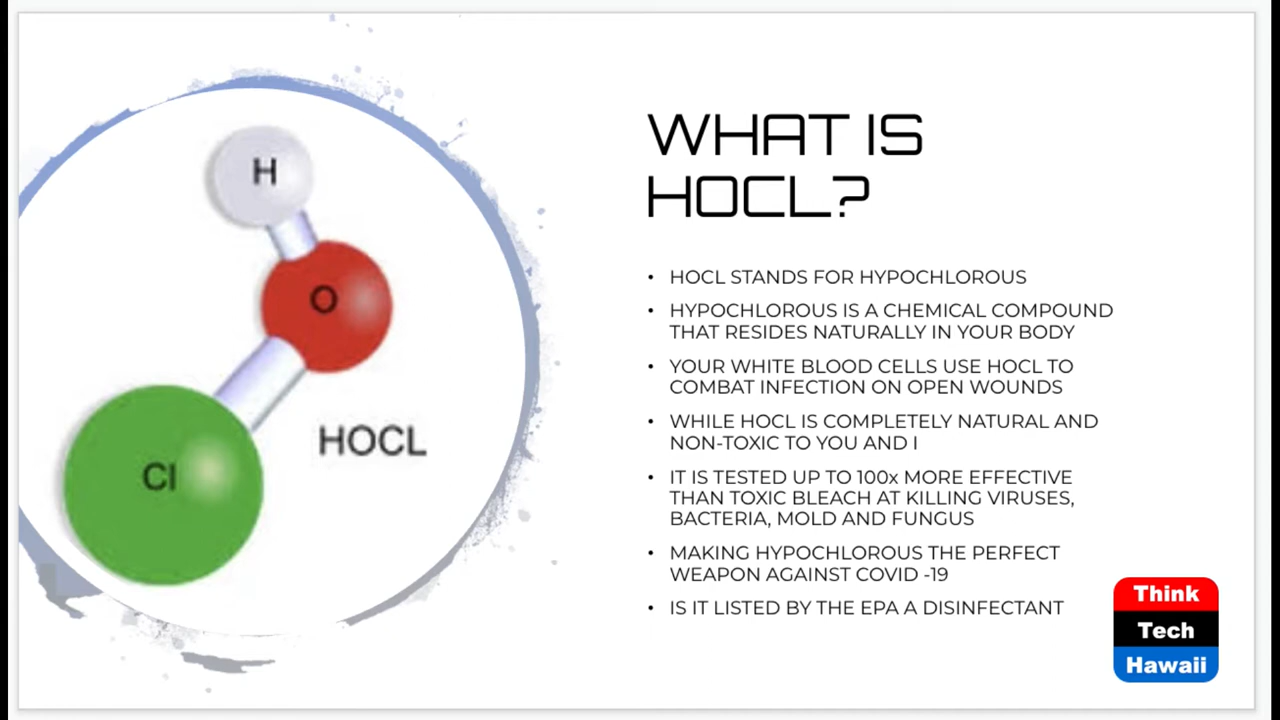 H
O
Cl
HOCL
WHAT IS
HOCL?
• HOCL STANDS FOR HYPOCHLOROUS
• HYPOCHLOROUS IS A CHEMICAL COMPOUND
THAT RESIDES NATURALLY IN YOUR BODY
• YOUR WHITE BLOOD CELLS USE HOCL TO
COMBAT INFECTION ON OPEN WOUNDS
• WHILE HOCL IS COMPLETELY NATURAL AND
NON-TOXIC TO YOU AND I
• IT IS TESTED UP TO 100x MORE EFFECTIVE
THAN TOXIC BLEACH AT KILLING VIRUSES,
BACTERIA, MOLD AND FUNGUS
• MAKING HYPOCHLOROUS THE PERFECT
WEAPON AGAINST COVID -19
• IS IT LISTED BY THE EPA A DISINFECTANT
Think
Tech
Hawaii